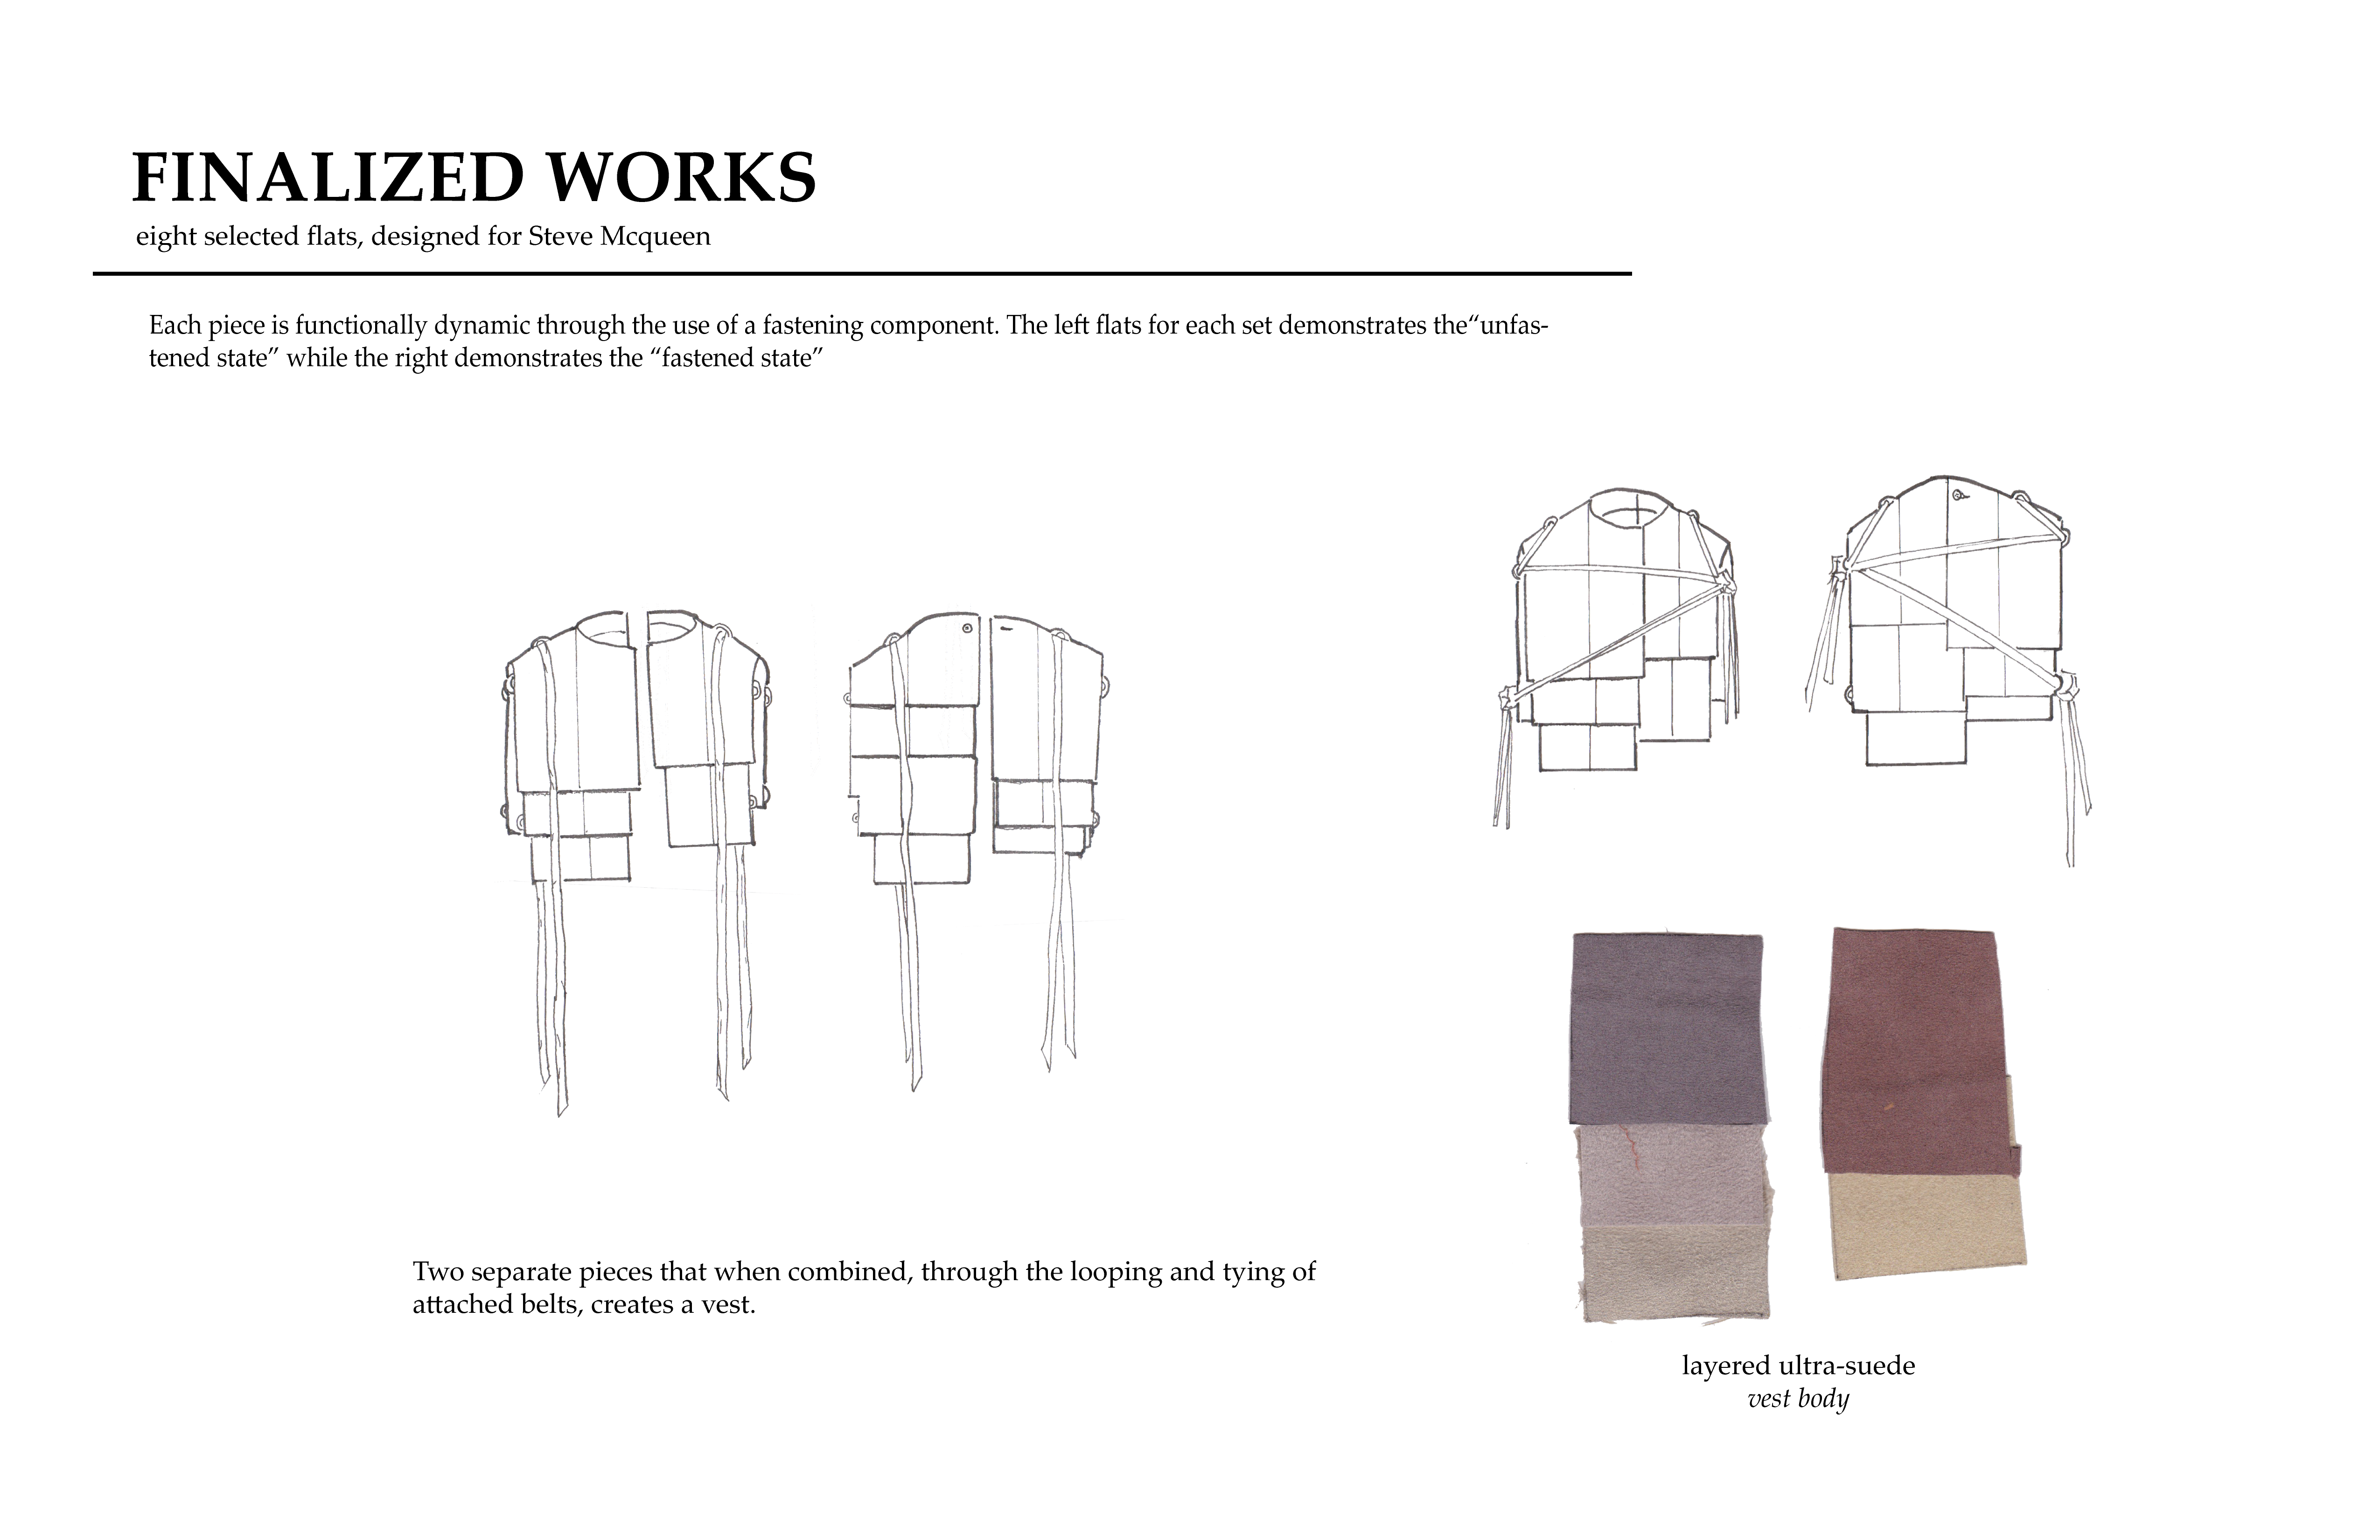 FINALIZED WORKS
eight selected flats, designed for Steve Mcqueen
Each piece is functionally dynamic through the use of a fastening component. The left flats for each set demonstrates the“unfas-
tened state” while the right demonstrates the “fastened state”
Two separate pieces that when combined, through the looping and tying of
attached belts, creates a vest.
layered ultra-suede
vest body